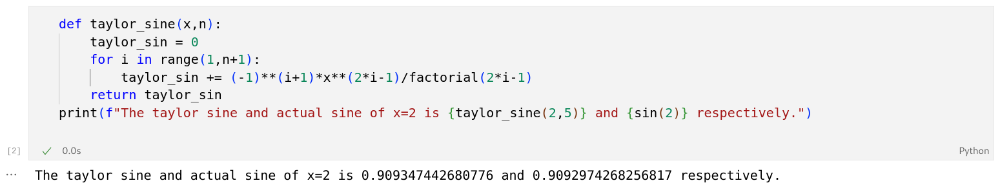 def taylor_sine(x,n):
    taylor_sin = 0
    for i in range(1,n+1):
        taylor_sin += (-1)**(i+1)*x**(2*i-1)/factorial(2*i-1)
    return taylor_sin
print(f"The taylor sine and actual sine of x=2 is {taylor_sine(2,5)} and {sin(2)} respectively.")
[2] ✓ 0.0s Python
... The taylor sine and actual sine of x=2 is 0.909347442680776 and 0.9092974268256817 respectively.